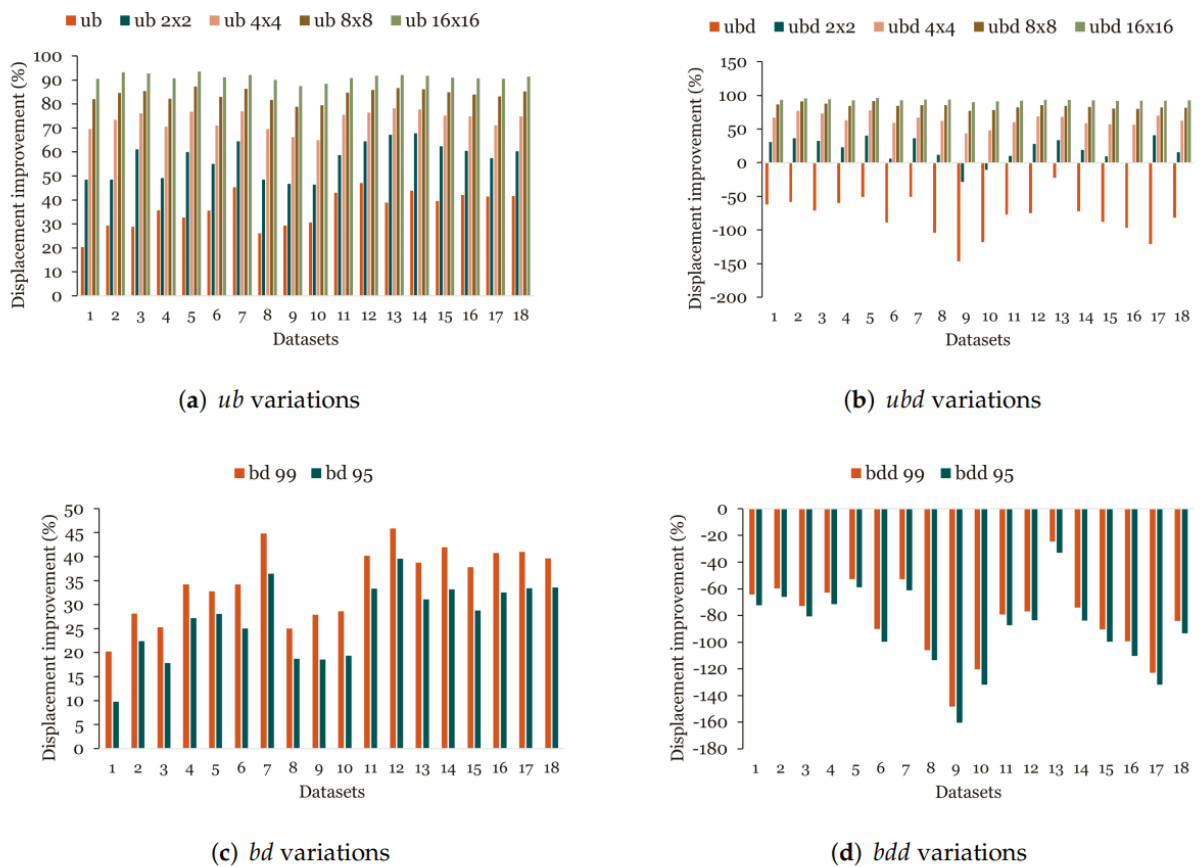 ub ub 2x2 ub 4x4 ub 8x8 ub 16x16
Displacement improvement (%)
100
90
80
70
60
50
40
30
20
10
0
1 2 3 4 5 6 7 8 9 10 11 12 13 14 15 16 17 18
Datasets
(a) ub variations
ubd ubd 2x2 ubd 4x4 ubd 8x8 ubd 16x16
Displacement improvement (%)
150
100
50
0
-50
-100
-150
-200
1 2 3 4 5 6 7 8 9 10 11 12 13 14 15 16 17 18
Datasets
(b) ubd variations
bd 99 bd 95
Displacement improvement (%)
50
45
40
35
30
25
20
15
10
5
0
1 2 3 4 5 6 7 8 9 10 11 12 13 14 15 16 17 18
Datasets
(c) bd variations
bdd 99 bdd 95
Displacement improvement (%)
0
-20
-40
-60
-80
-100
-120
-140
-160
-180
1 2 3 4 5 6 7 8 9 10 11 12 13 14 15 16 17 18
Datasets
(d) bdd variations